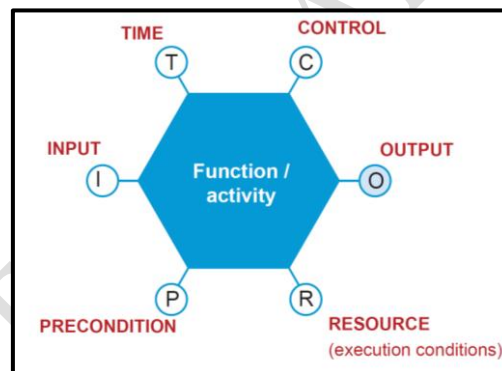 TIME
CONTROL
T
C
INPUT
OUTPUT
I
Function /
activity
O
P
R
PRECONDITION
RESOURCE
(execution conditions)